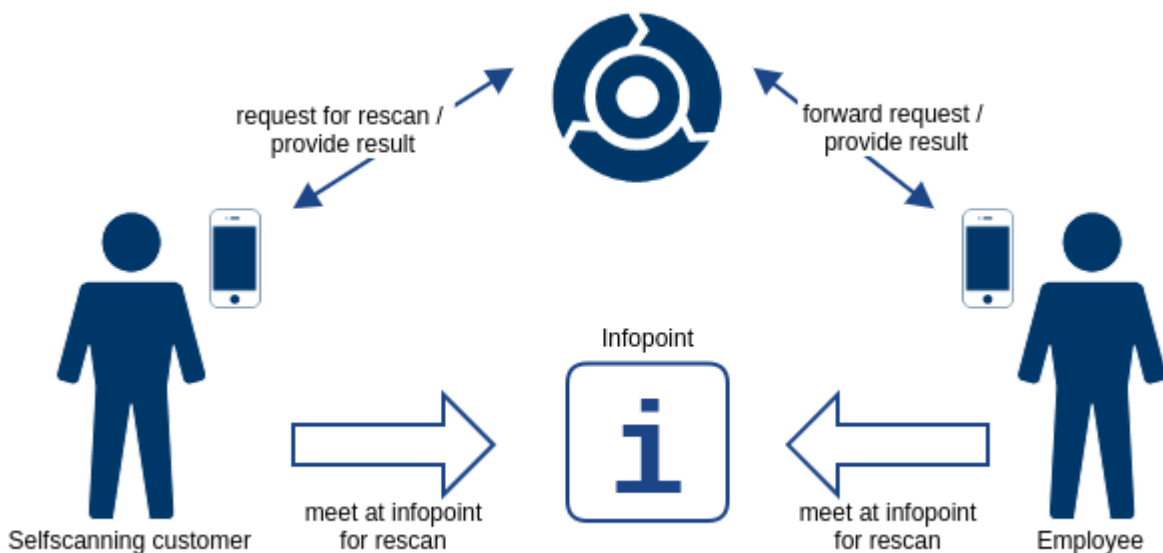 request for rescan /
provide result
forward request /
provide result
Infopoint
i
meet at infopoint
for rescan
meet at infopoint
for rescan
Selfscanning customer
Employee